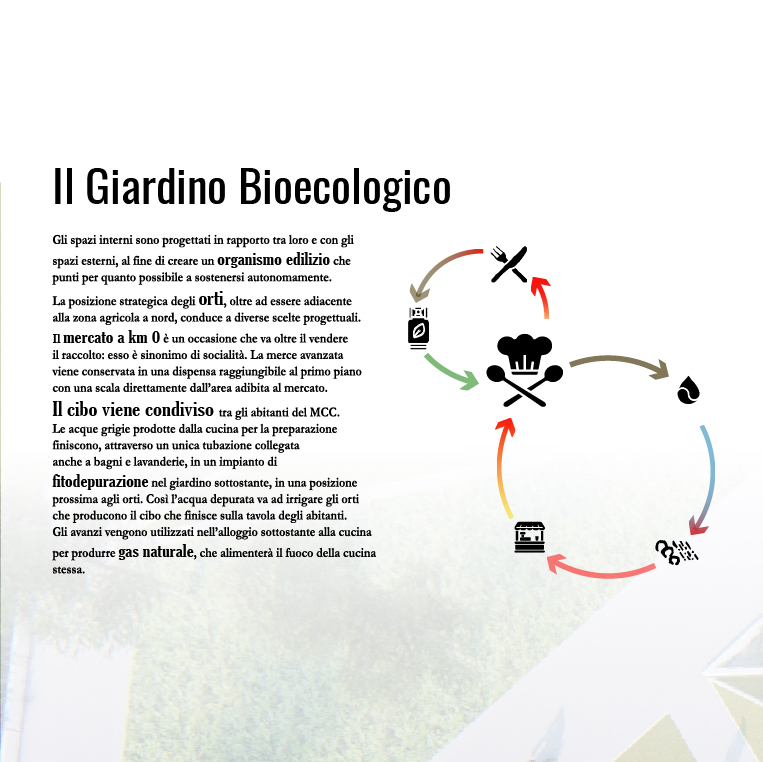 Il Giardino Bioecologico
Gli spazi interni sono progettati in rapporto tra loro e con gli
spazi esterni, al fine di creare un organismo edilizio che
punti per quanto possibile a sostenersi autonomamente.
La posizione strategica degli orti, oltre ad essere adiacente
alla zona agricola a nord, conduce a diverse scelte progettuali.
Il mercato a km 0 è un occasione che va oltre il vendere
il raccolto: esso è sinonimo di socialità. La merce avanzata
viene conservata in una dispensa raggiungibile al primo piano
con una scala direttamente dall'area adibita al mercato.
Il cibo viene condiviso tra gli abitanti del MCC.
Le acque grigie prodotte dalla cucina per la preparazione
finiscono, attraverso un unica tubazione collegata
anche a bagni e lavanderie, in un impianto di
fitodepurazione nel giardino sottostante, in una posizione
prossima agli orti. Così l'acqua depurata va ad irrigare gli orti
che producono il cibo che finisce sulla tavola degli abitanti.
Gli avanzi vengono utilizzati nell'alloggio sottostante alla cucina
per produrre gas naturale, che alimenterà il fuoco della cucina
stessa.